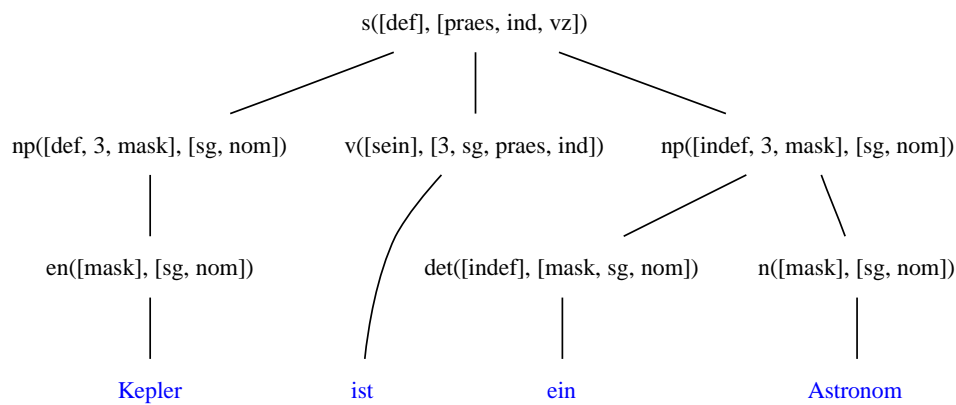 s([def], [praes, ind, vz])
np([def, 3, mask], [sg, nom]) v([sein], [3, sg, praes, ind]) np([indef, 3, mask], [sg, nom])
en([mask], [sg, nom]) det([indef], [mask, sg, nom]) n([mask], [sg, nom])
Kepler ist ein Astronom